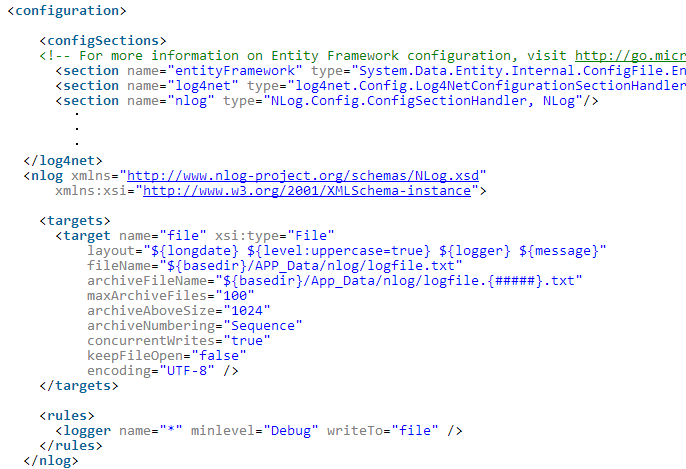 <configuration>
<configSections>
<!-- For more information on Entity Framework configuration, visit http://go.micr
<section name="entityFramework" type="System.Data.Entity.Internal.ConfigFile.En
<section name="log4net" type="log4net.Config.Log4NetConfigurationSectionHandler
<section name="nlog" type="NLog.Config.ConfigSectionHandler, NLog"/>
.
.
.
</log4net>
<nlog xmlns="http://www.nlog-project.org/schemas/NLog.xsd"
xmlns:xsi="http://www.w3.org/2001/XMLSchema-instance">
<targets>
<target name="file" xsi:type="File"
layout="${longdate} ${level:uppercase=true} ${logger} ${message}"
fileName="${basedir}/APP_Data/nlog/logfile.txt"
archiveFileName="${basedir}/App_Data/nlog/logfile.{#####}.txt"
maxArchiveFiles="100"
archiveAboveSize="1024"
archiveNumbering="Sequence"
concurrentWrites="true"
keepFileOpen="false"
encoding="UTF-8" />
</targets>
<rules>
<logger name="*" minlevel="Debug" writeTo="file" />
</rules>
</nlog>